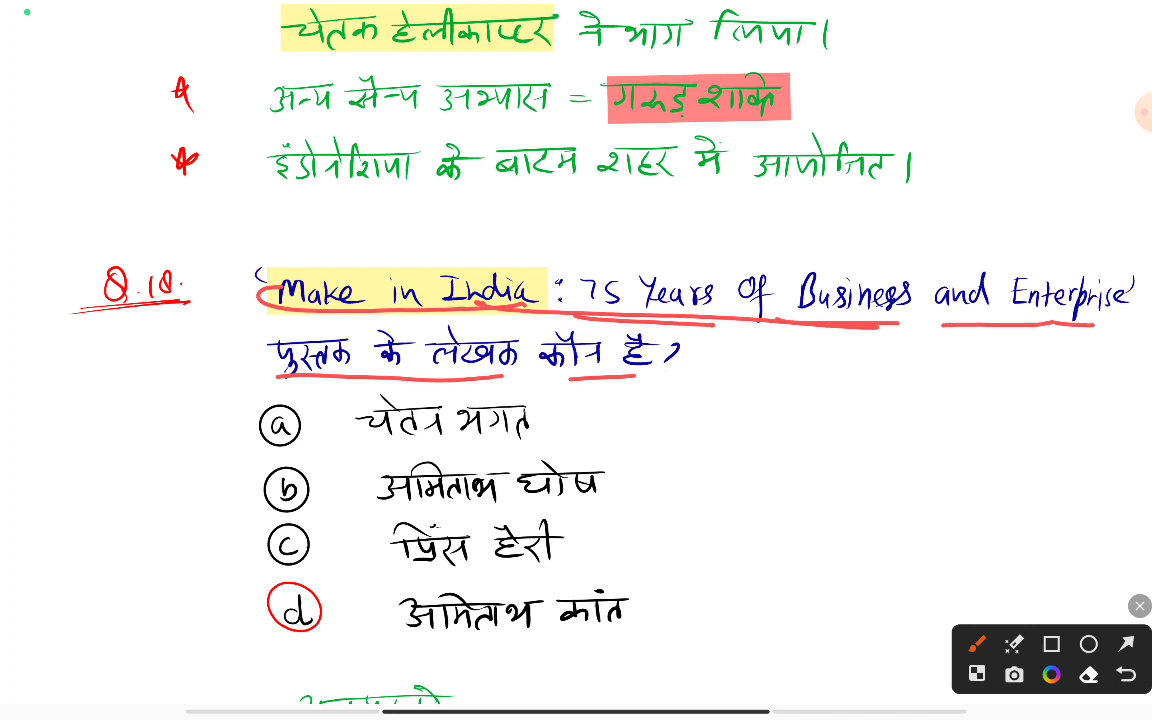 चेतक हेलीकाप्टर ने भाग लिया।
* अन्य सैन्य अभ्यास = गरुड़ शक्ति
* इंडोनेशिया के बाटम शहर में आयोजित।
Q.18. 'Make in India : 75 Years Of Business and Enterprise'
पुस्तक के लेखक कौन है?
a चेतन भगत
b अमिताभ घोष
c प्रिंस हैरी
d अमिताभ कांत